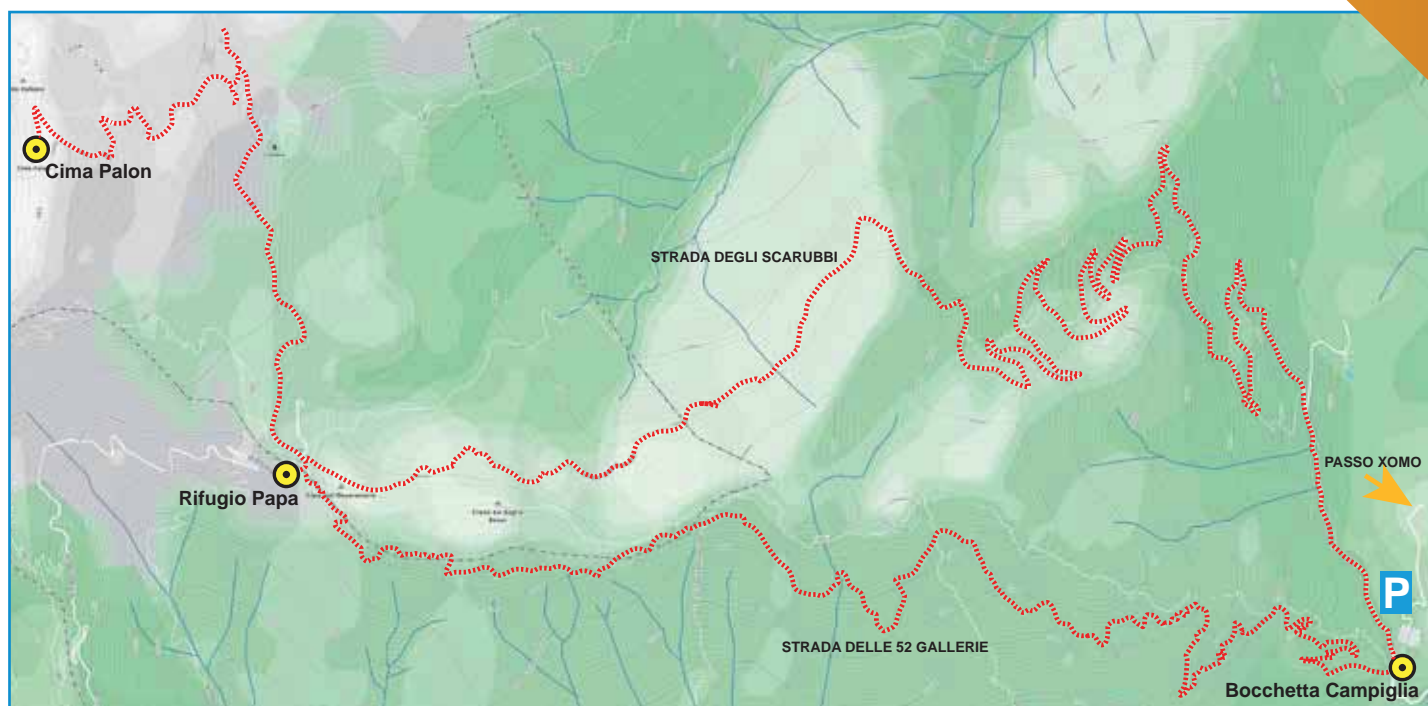 Cima Palon
STRADA DEGLI SCARUBBI
PASSO XOMO
Rifugio Papa
P
STRADA DELLE 52 GALLERIE
Bocchetta Campiglia